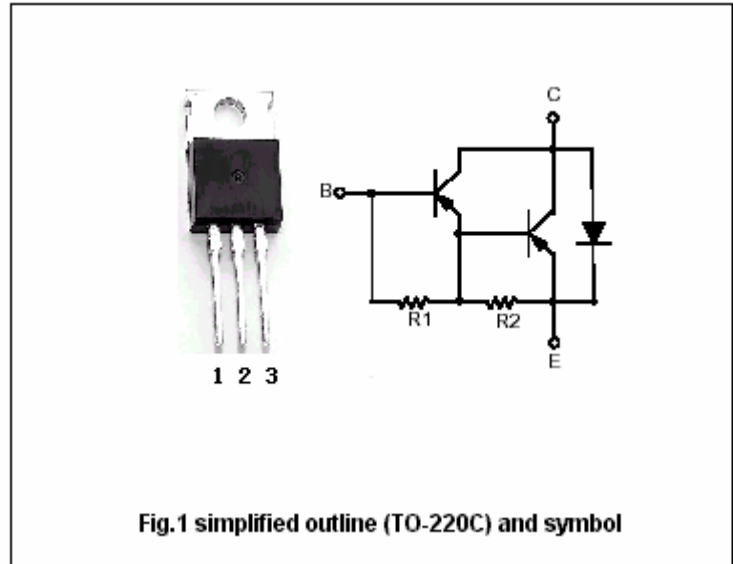 C
B
R1
R2
E
1 2 3
Fig.1 simplified outline (TO-220C) and symbol